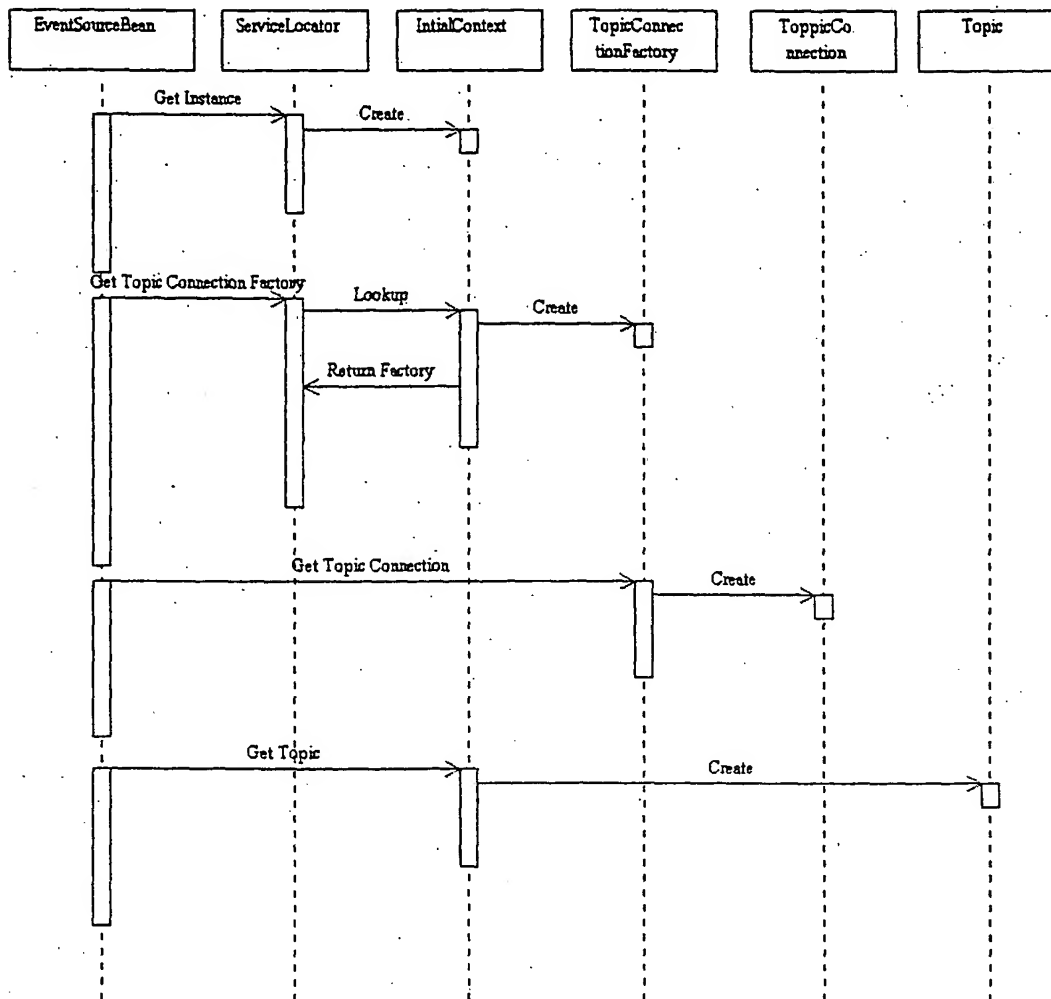 EventSourceBean
ServiceLocator
IntialContext
TopicConnec
tionFactory
ToppicCo
nnection
Topic
Get Instance
Create
Get Topic Connection Factory
Lookup
Create
Return Factory
Get Topic Connection
Create
Get Topic
Create